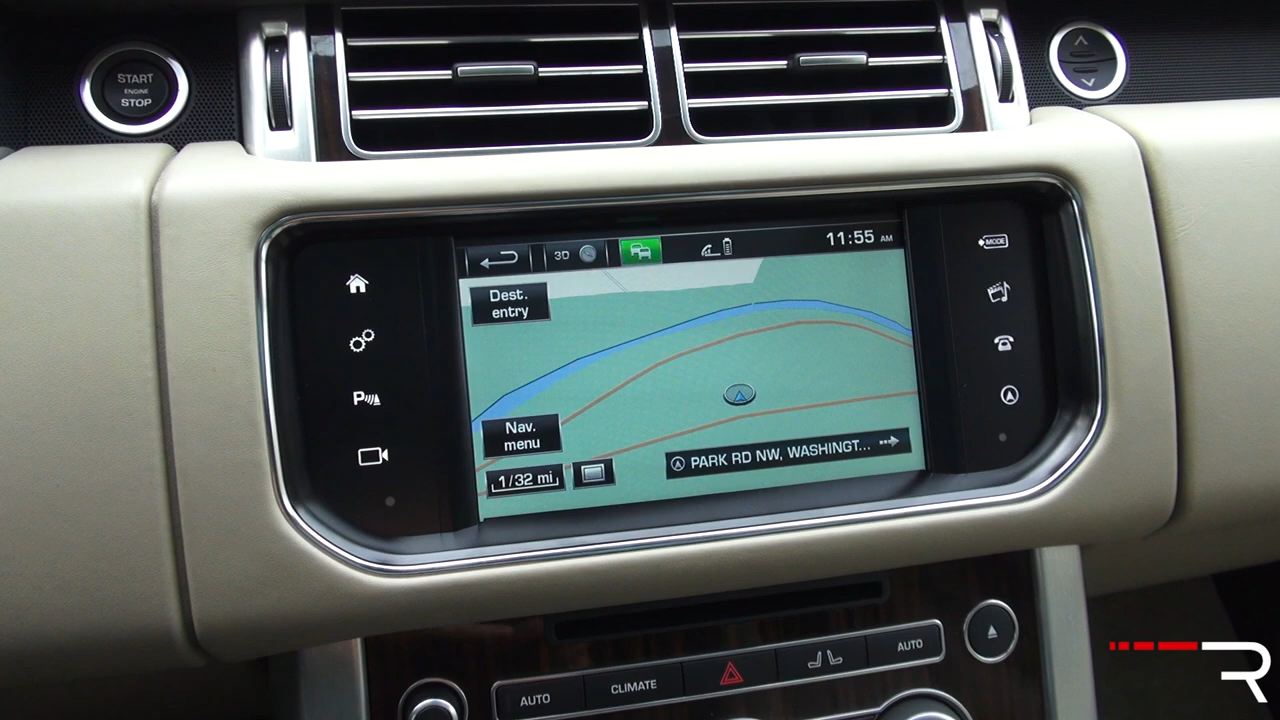 START
ENGINE
STOP
3D
11:55 AM
MODE
Dest.
entry
P
Nav.
menu
1/32 mi
PARK RD NW, WASHINGT...
AUTO
CLIMATE
AUTO
R